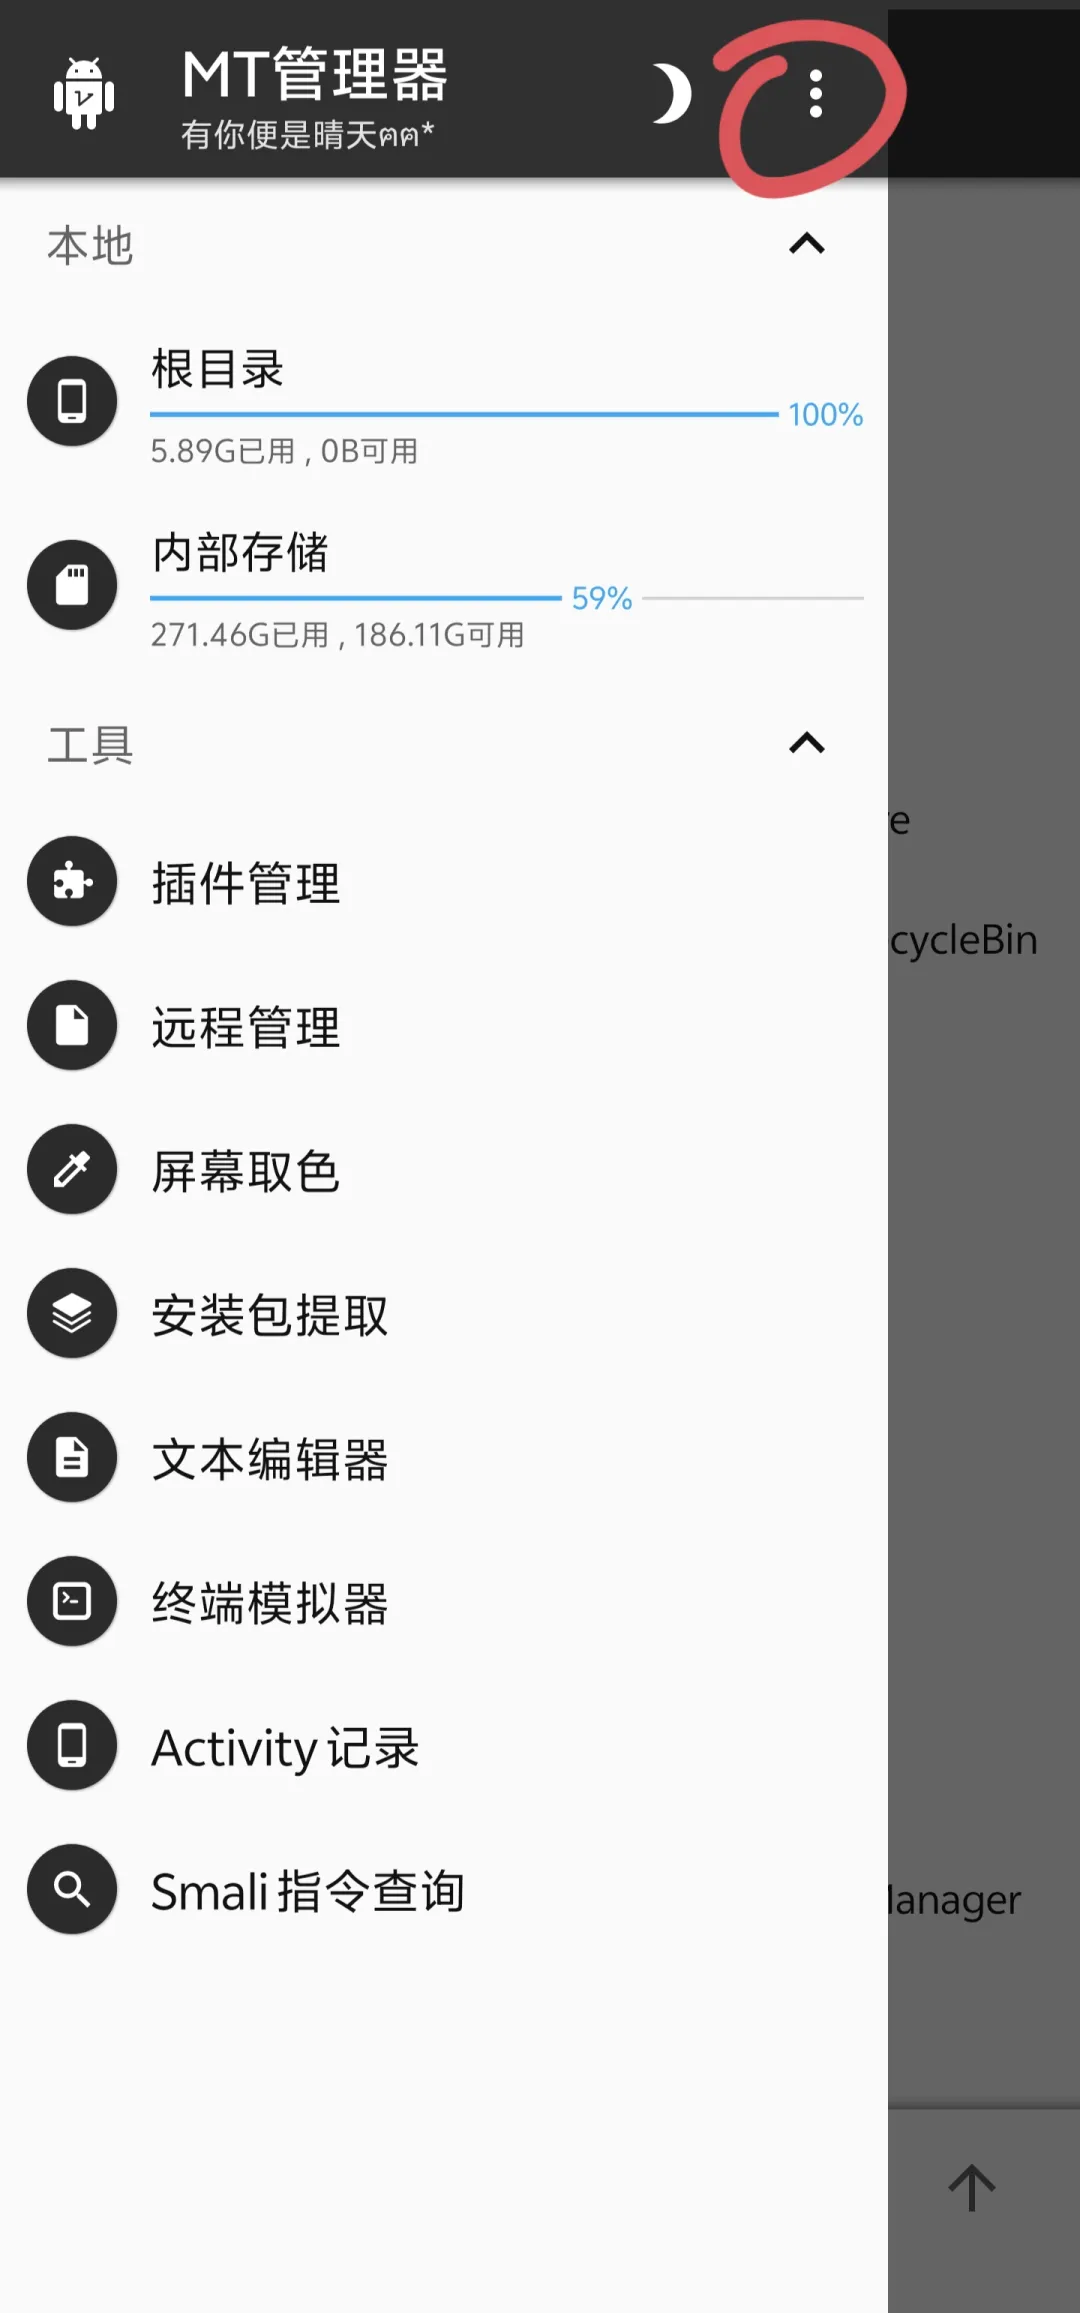 MT管理器
有你便是晴天ฅฅ*
本地
根目录
100%
5.89G已用 , 0B可用
内部存储
59%
271.46G已用 , 186.11G可用
工具
插件管理
e
cycleBin
远程管理
屏幕取色
安装包提取
文本编辑器
终端模拟器
Activity 记录
Smali 指令查询
anager